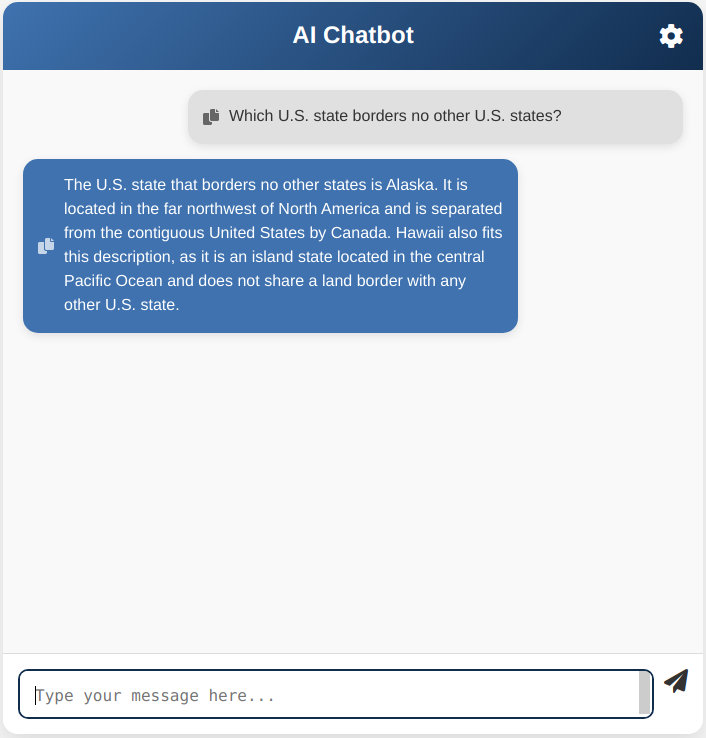 AI Chatbot
Which U.S. state borders no other U.S. states?
The U.S. state that borders no other states is Alaska. It is
located in the far northwest of North America and is separated
from the contiguous United States by Canada. Hawaii also fits
this description, as it is an island state located in the central
Pacific Ocean and does not share a land border with any
other U.S. state.
Type your message here...